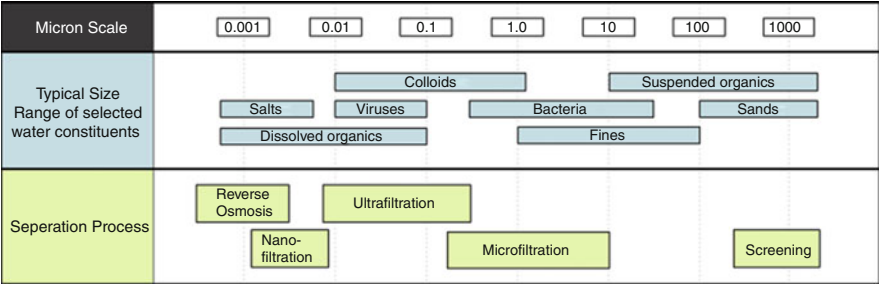 Micron Scale
0.001
0.01
0.1
1.0
10
100
1000
Typical Size
Range of selected
water constituents
Colloids
Suspended organics
Salts
Viruses
Bacteria
Sands
Dissolved organics
Fines
Seperation Process
Reverse
Osmosis
Ultrafiltration
Nano-
filtration
Microfiltration
Screening